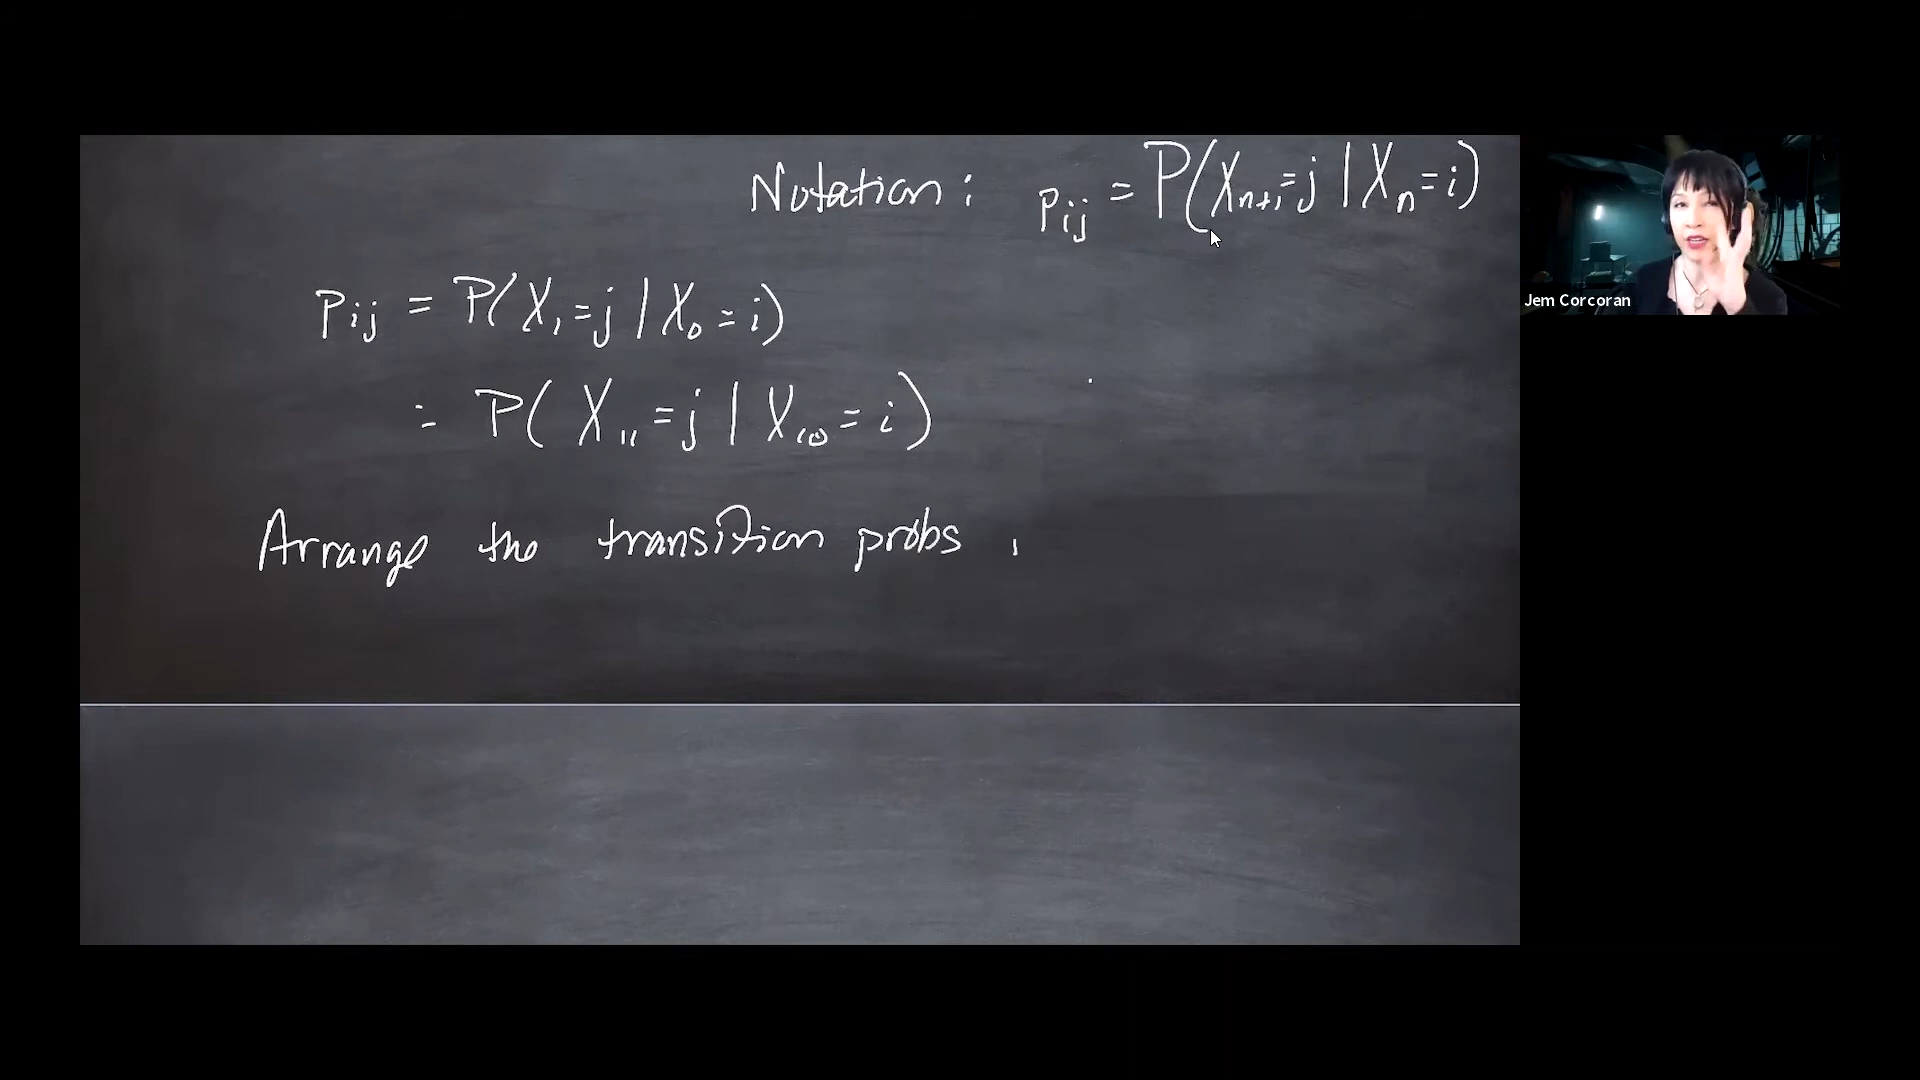 Notation: pij = P(Xn+1=j | Xn=i)
pij = P(X1=j | X0=i)
= P(X11=j | X10=i)
Arrange the transition probs
Jem Corcoran